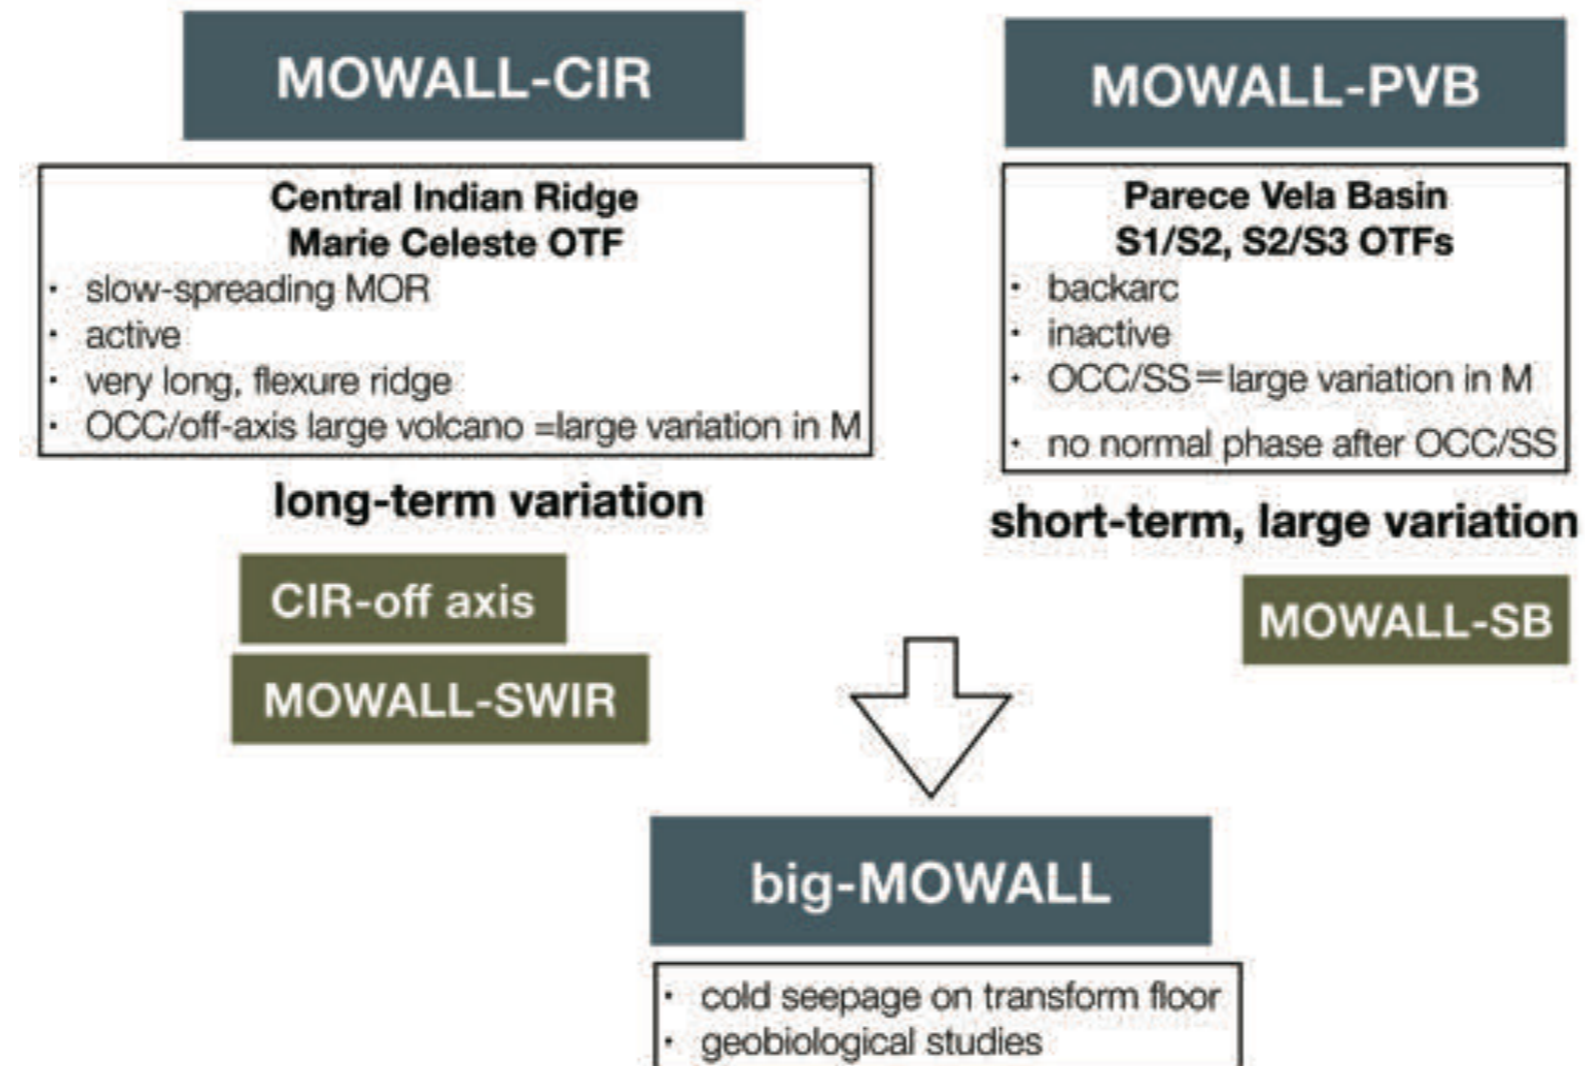 MOWALL-CIR
Central Indian Ridge
Marie Celeste OTF
· slow-spreading MOR
· active
· very long, flexure ridge
· OCC/off-axis large volcano =large variation in M
long-term variation
CIR-off axis
MOWALL-SWIR
MOWALL-PVB
Parece Vela Basin
S1/S2, S2/S3 OTFs
· backarc
· inactive
· OCC/SS＝large variation in M
· no normal phase after OCC/SS
short-term, large variation
MOWALL-SB
big-MOWALL
· cold seepage on transform floor
· geobiological studies